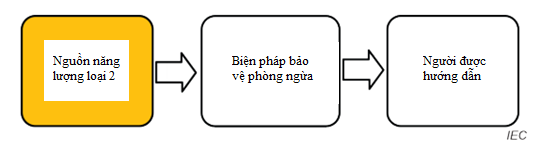 Nguồn năng
lượng loại 2
Biện pháp bảo
vệ phòng ngừa
Người được
hướng dẫn
IEC